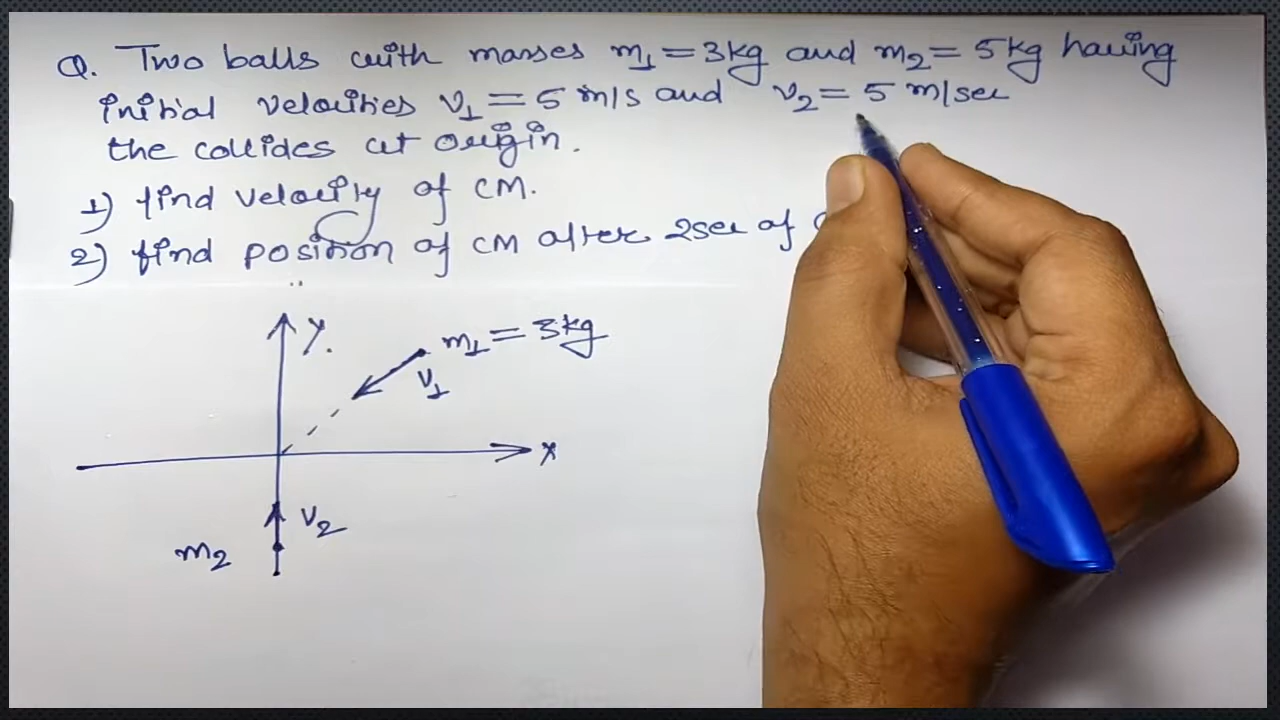 Q. Two balls with masses m₁ = 3kg and m₂ = 5kg having
initial velocities v₁ = 5 m/s and v₂ = 5 m/sec
the collides at origin.
1) find velocity of CM.
2) find position of CM after 2sec of
y.
m₁ = 3kg
v₁
x
v₂
m₂